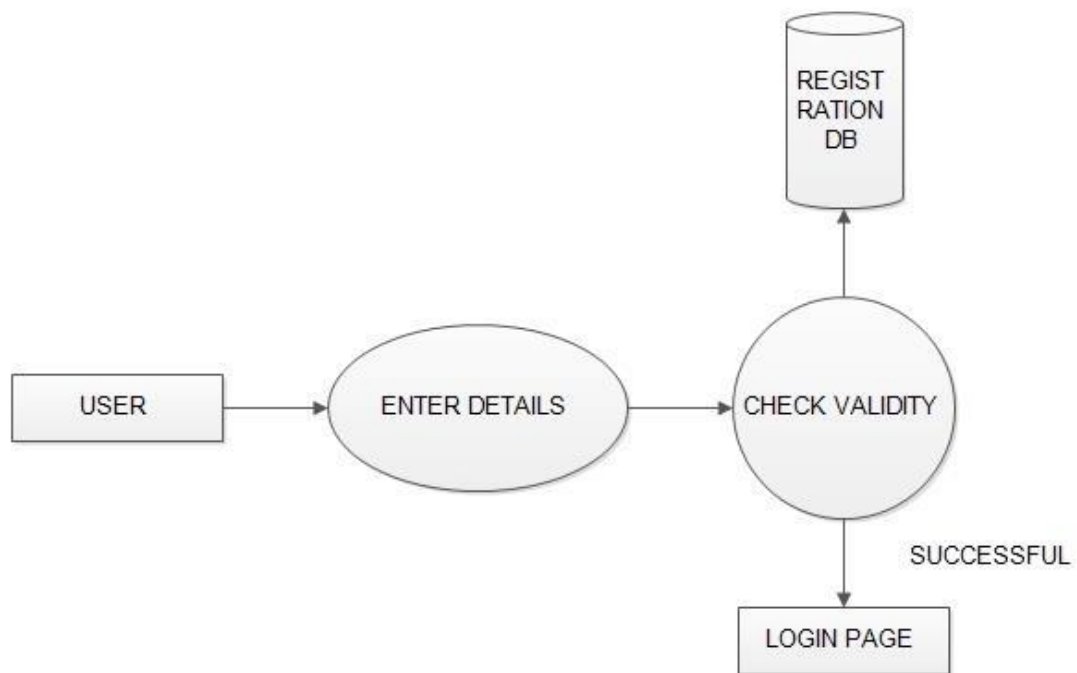 REGIST
RATION
DB
USER
ENTER DETAILS
CHECK VALIDITY
SUCCESSFUL
LOGIN PAGE